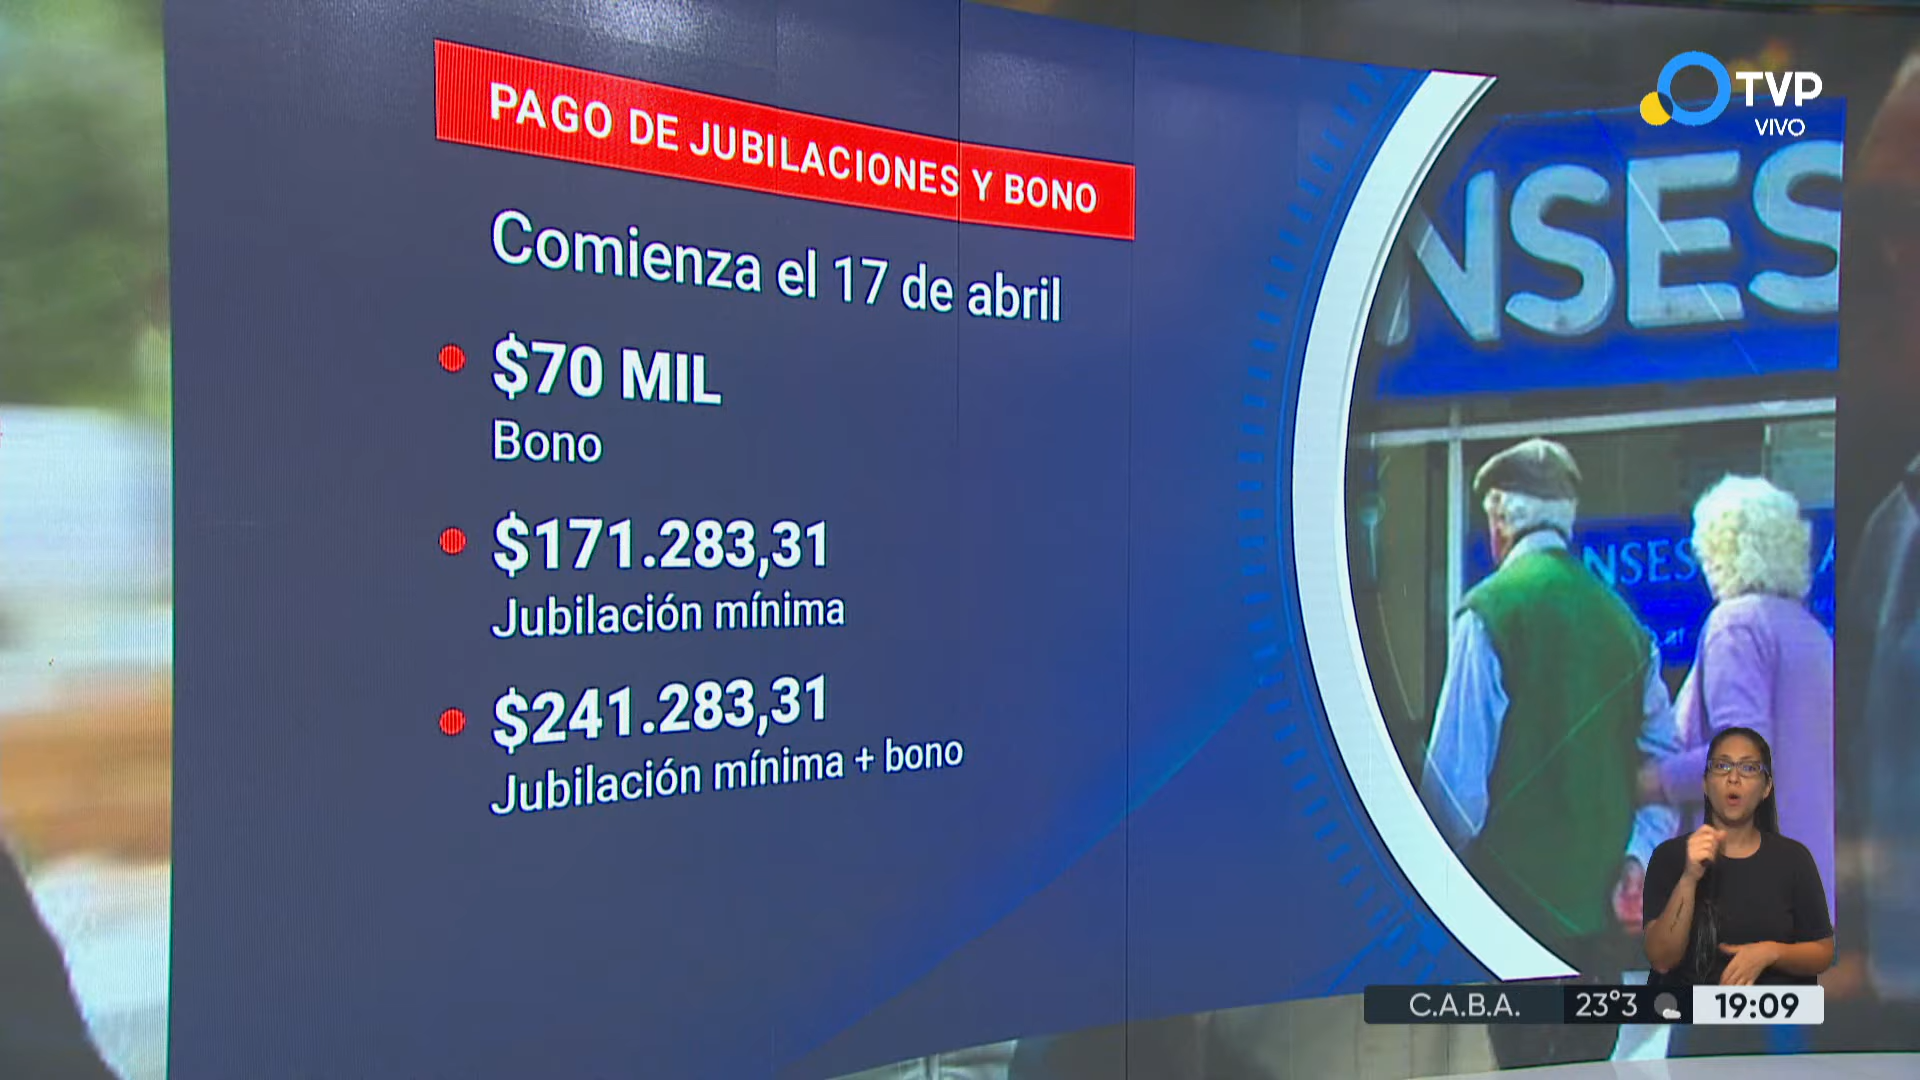 PAGO DE JUBILACIONES Y BONO
Comienza el 17 de abril
$70 MIL
Bono
$171.283,31
Jubilación mínima
$241.283,31
Jubilación mínima + bono
TVP
VIVO
NSES
NSES
C.A.B.A. 23°3 19:09